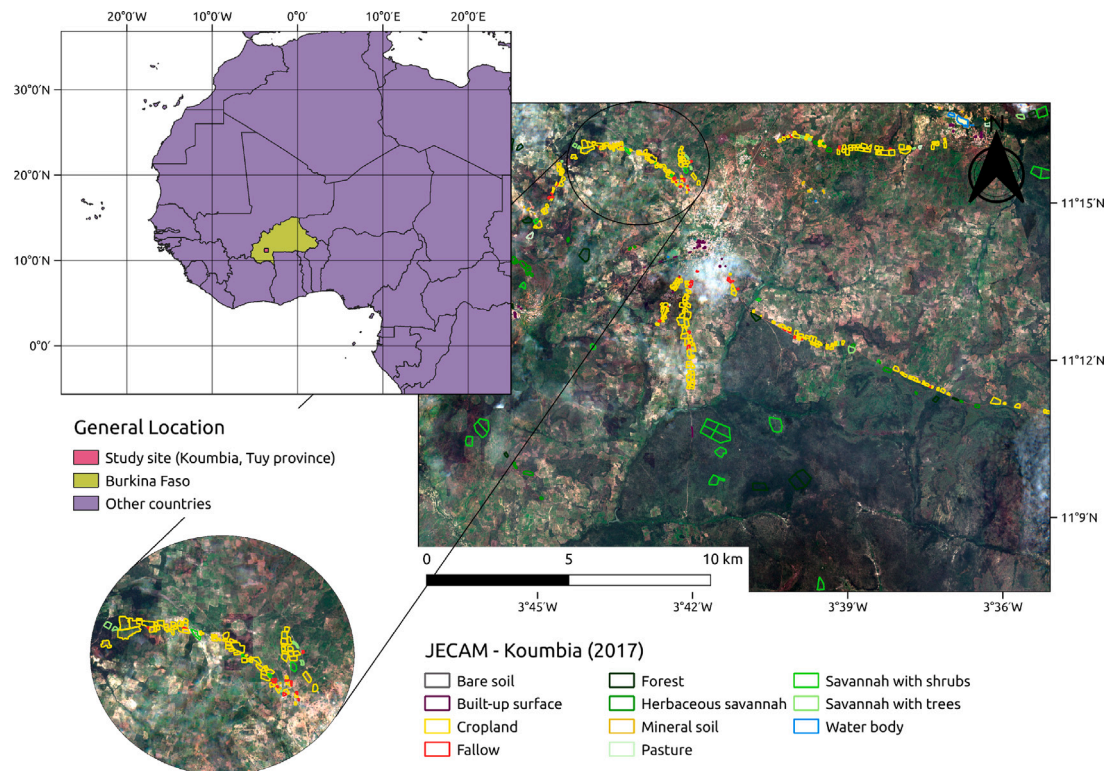 20°0'W 10°0'W 0°0' 10°0'E 20°0'E
30°0'N
20°0'N
10°0'N
0°0'
N
11°15'N
11°12'N
11°9'N
3°45'W 3°42'W 3°39'W 3°36'W
0 5 10 km
General Location
Study site (Koumbia, Tuy province)
Burkina Faso
Other countries
JECAM - Koumbia (2017)
Bare soil
Built-up surface
Cropland
Fallow
Forest
Herbaceous savannah
Mineral soil
Pasture
Savannah with shrubs
Savannah with trees
Water body